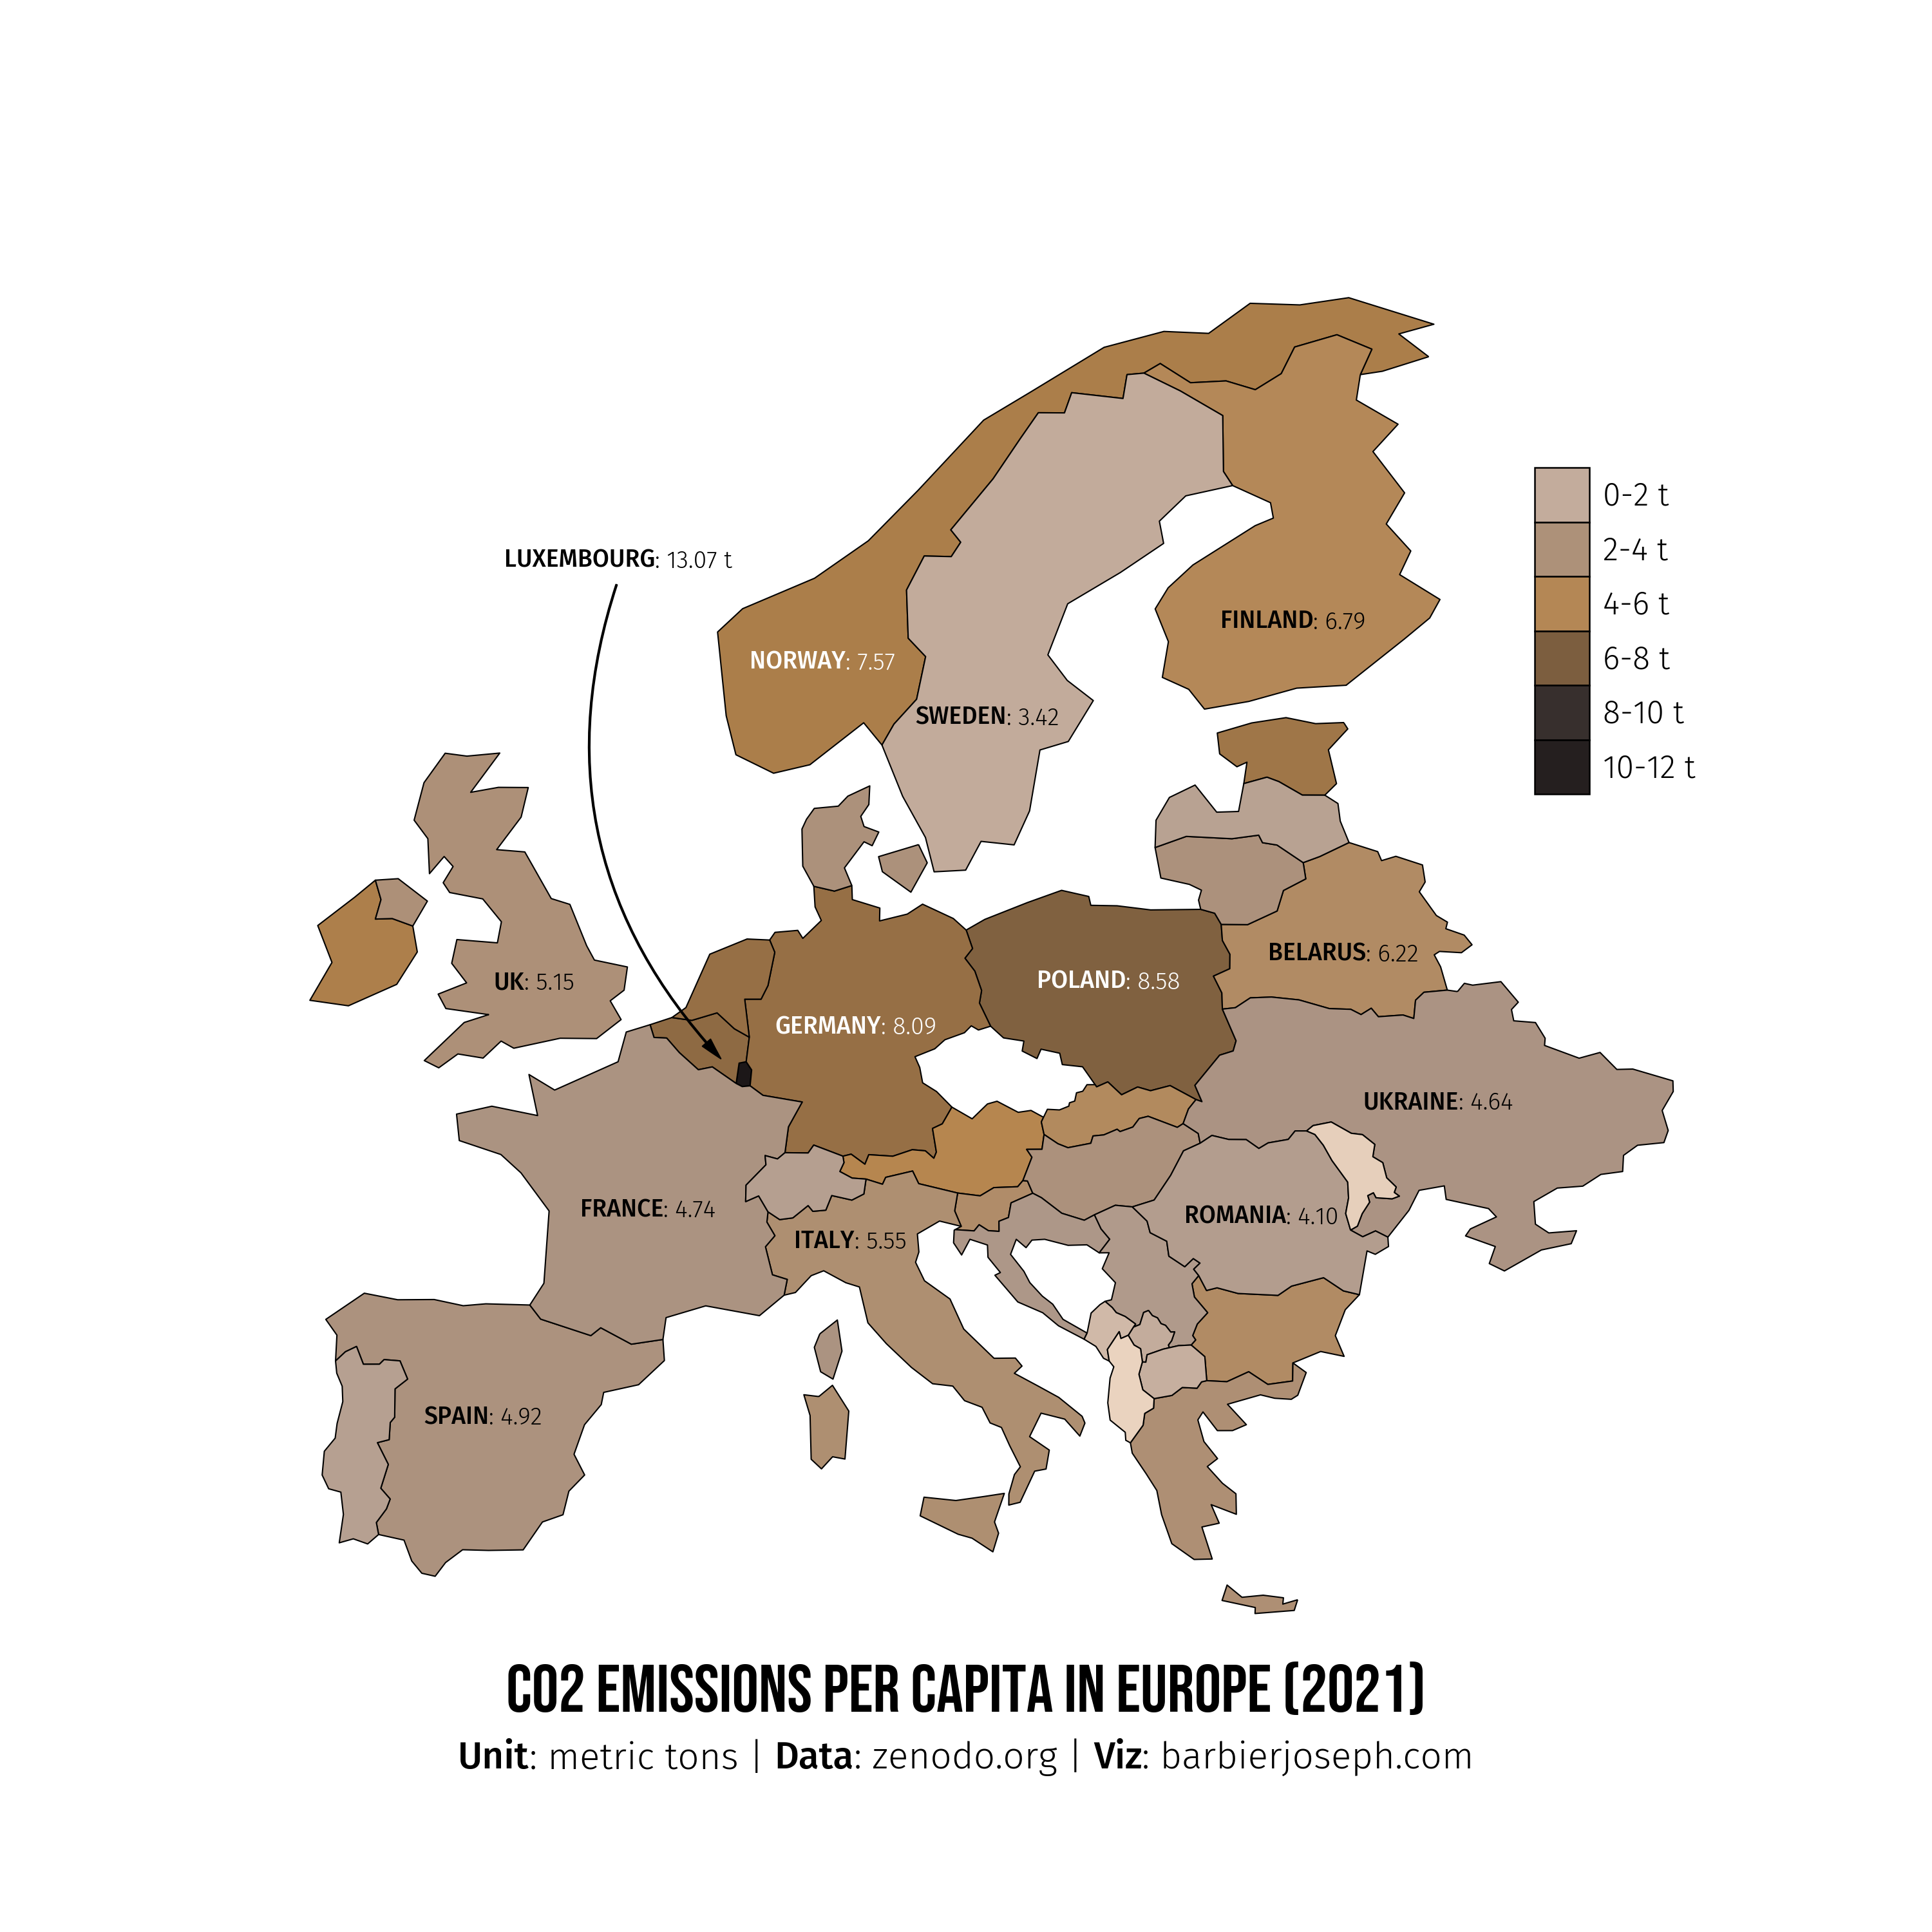 LUXEMBOURG: 13.07 t
0-2 t
2-4 t
4-6 t
6-8 t
8-10 t
10-12 t
FINLAND: 6.79
NORWAY: 7.57
SWEDEN: 3.42
BELARUS: 6.22
UK: 5.15
POLAND: 8.58
GERMANY: 8.09
UKRAINE: 4.64
FRANCE: 4.74
ROMANIA: 4.10
ITALY: 5.55
SPAIN: 4.92
CO2 EMISSIONS PER CAPITA IN EUROPE (2021)
Unit: metric tons | Data: zenodo.org | Viz: barbierjoseph.com